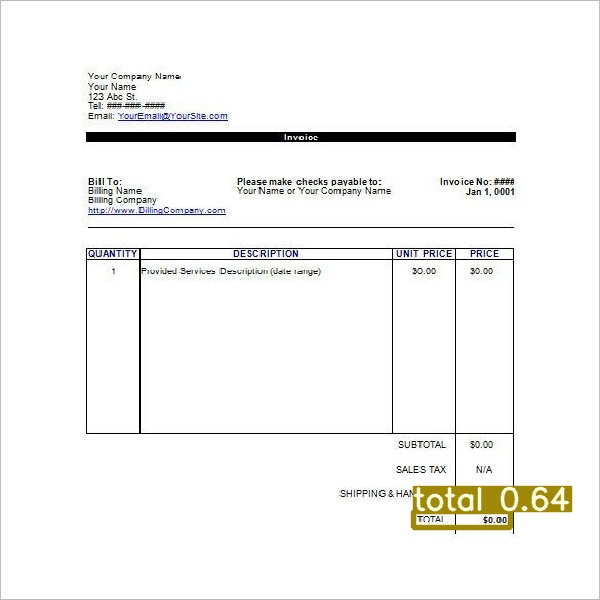 Your Company Name
Your Name
123 Abc St.
Tell: ###-###-####
Email: YourEmail@YourSite.com
Invoice
Bill To: Please make checks payable to: Invoice No: ####
Billing Name Your Name or Your Company Name Jan 1, 0001
Billing Company
http://www.BillingCompany.com
QUANTITY DESCRIPTION UNIT PRICE PRICE
1 Provided Services Description (date range) $0.00 $0.00
SUBTOTAL $0.00
SALES TAX N/A
SHIPPING & HAN
total 0.64
TOTAL $0.00